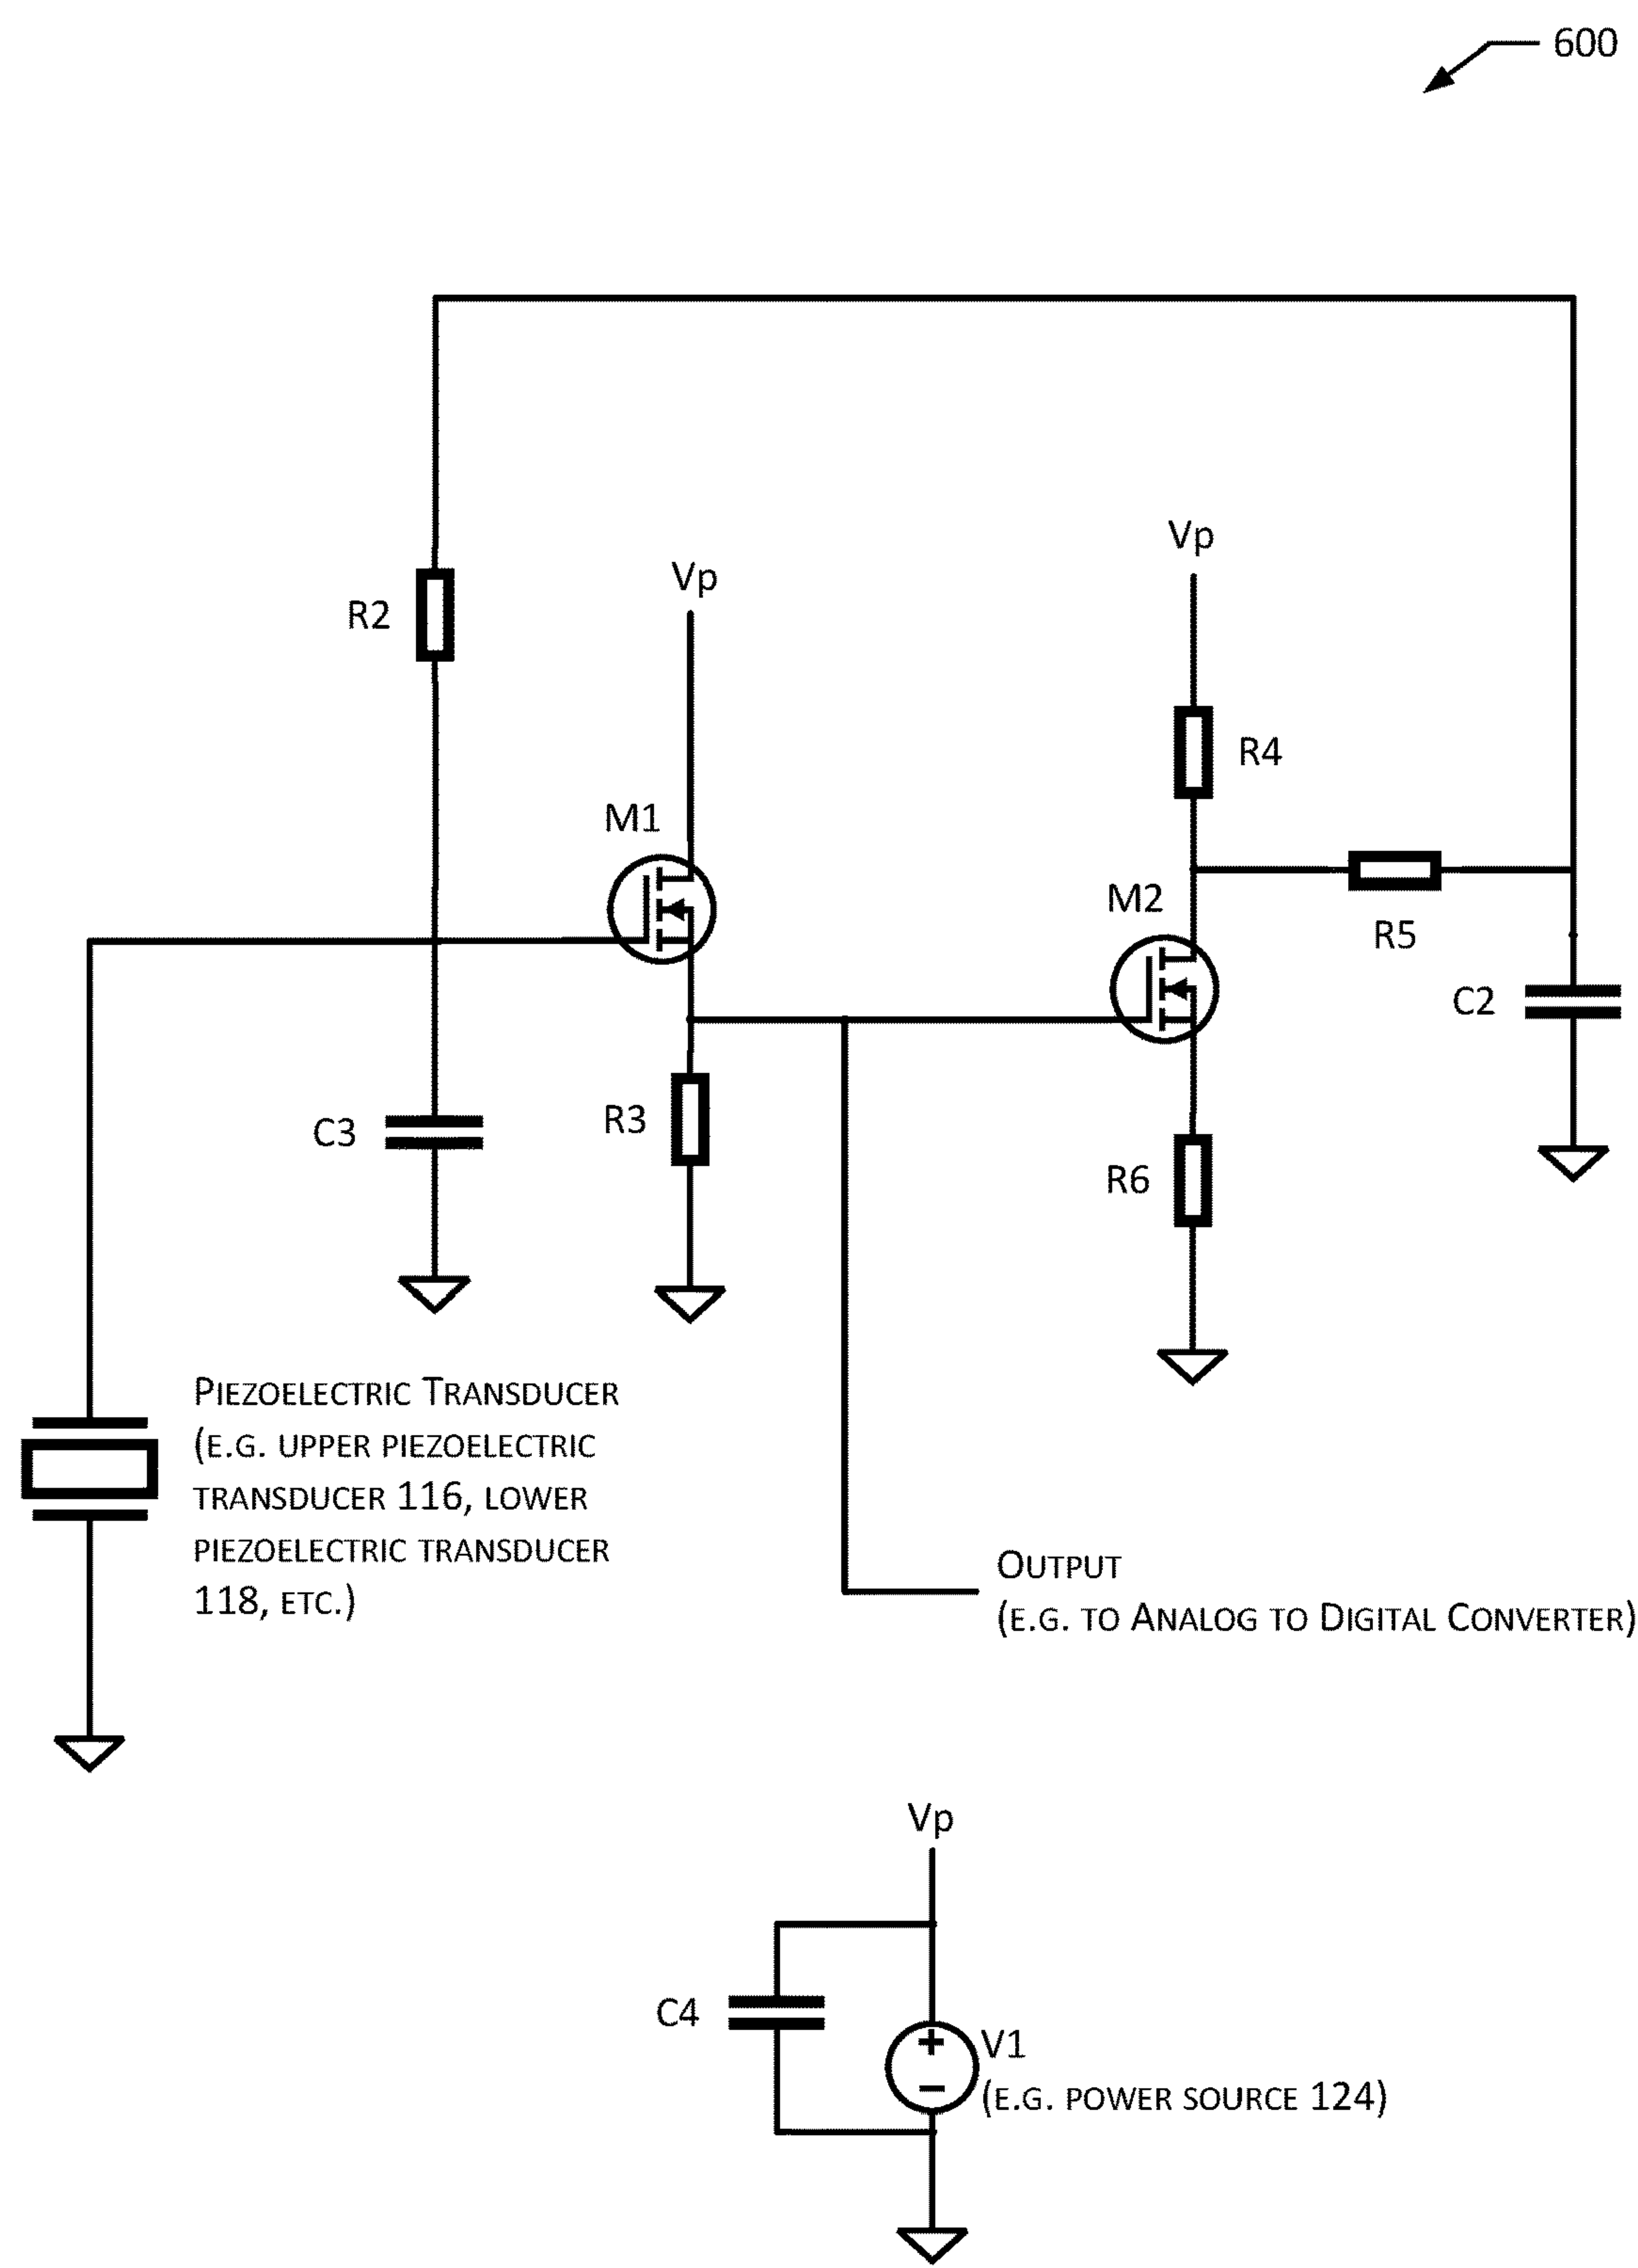 600
Vp
Vp
R2
R4
M1
M2
R5
C2
C3
R3
R6
PIEZOELECTRIC TRANSDUCER
(E.G. UPPER PIEZOELECTRIC
TRANSDUCER 116, LOWER
PIEZOELECTRIC TRANSDUCER
118, ETC.)
OUTPUT
(E.G. TO ANALOG TO DIGITAL CONVERTER)
Vp
C4
+
V1
−
(E.G. POWER SOURCE 124)